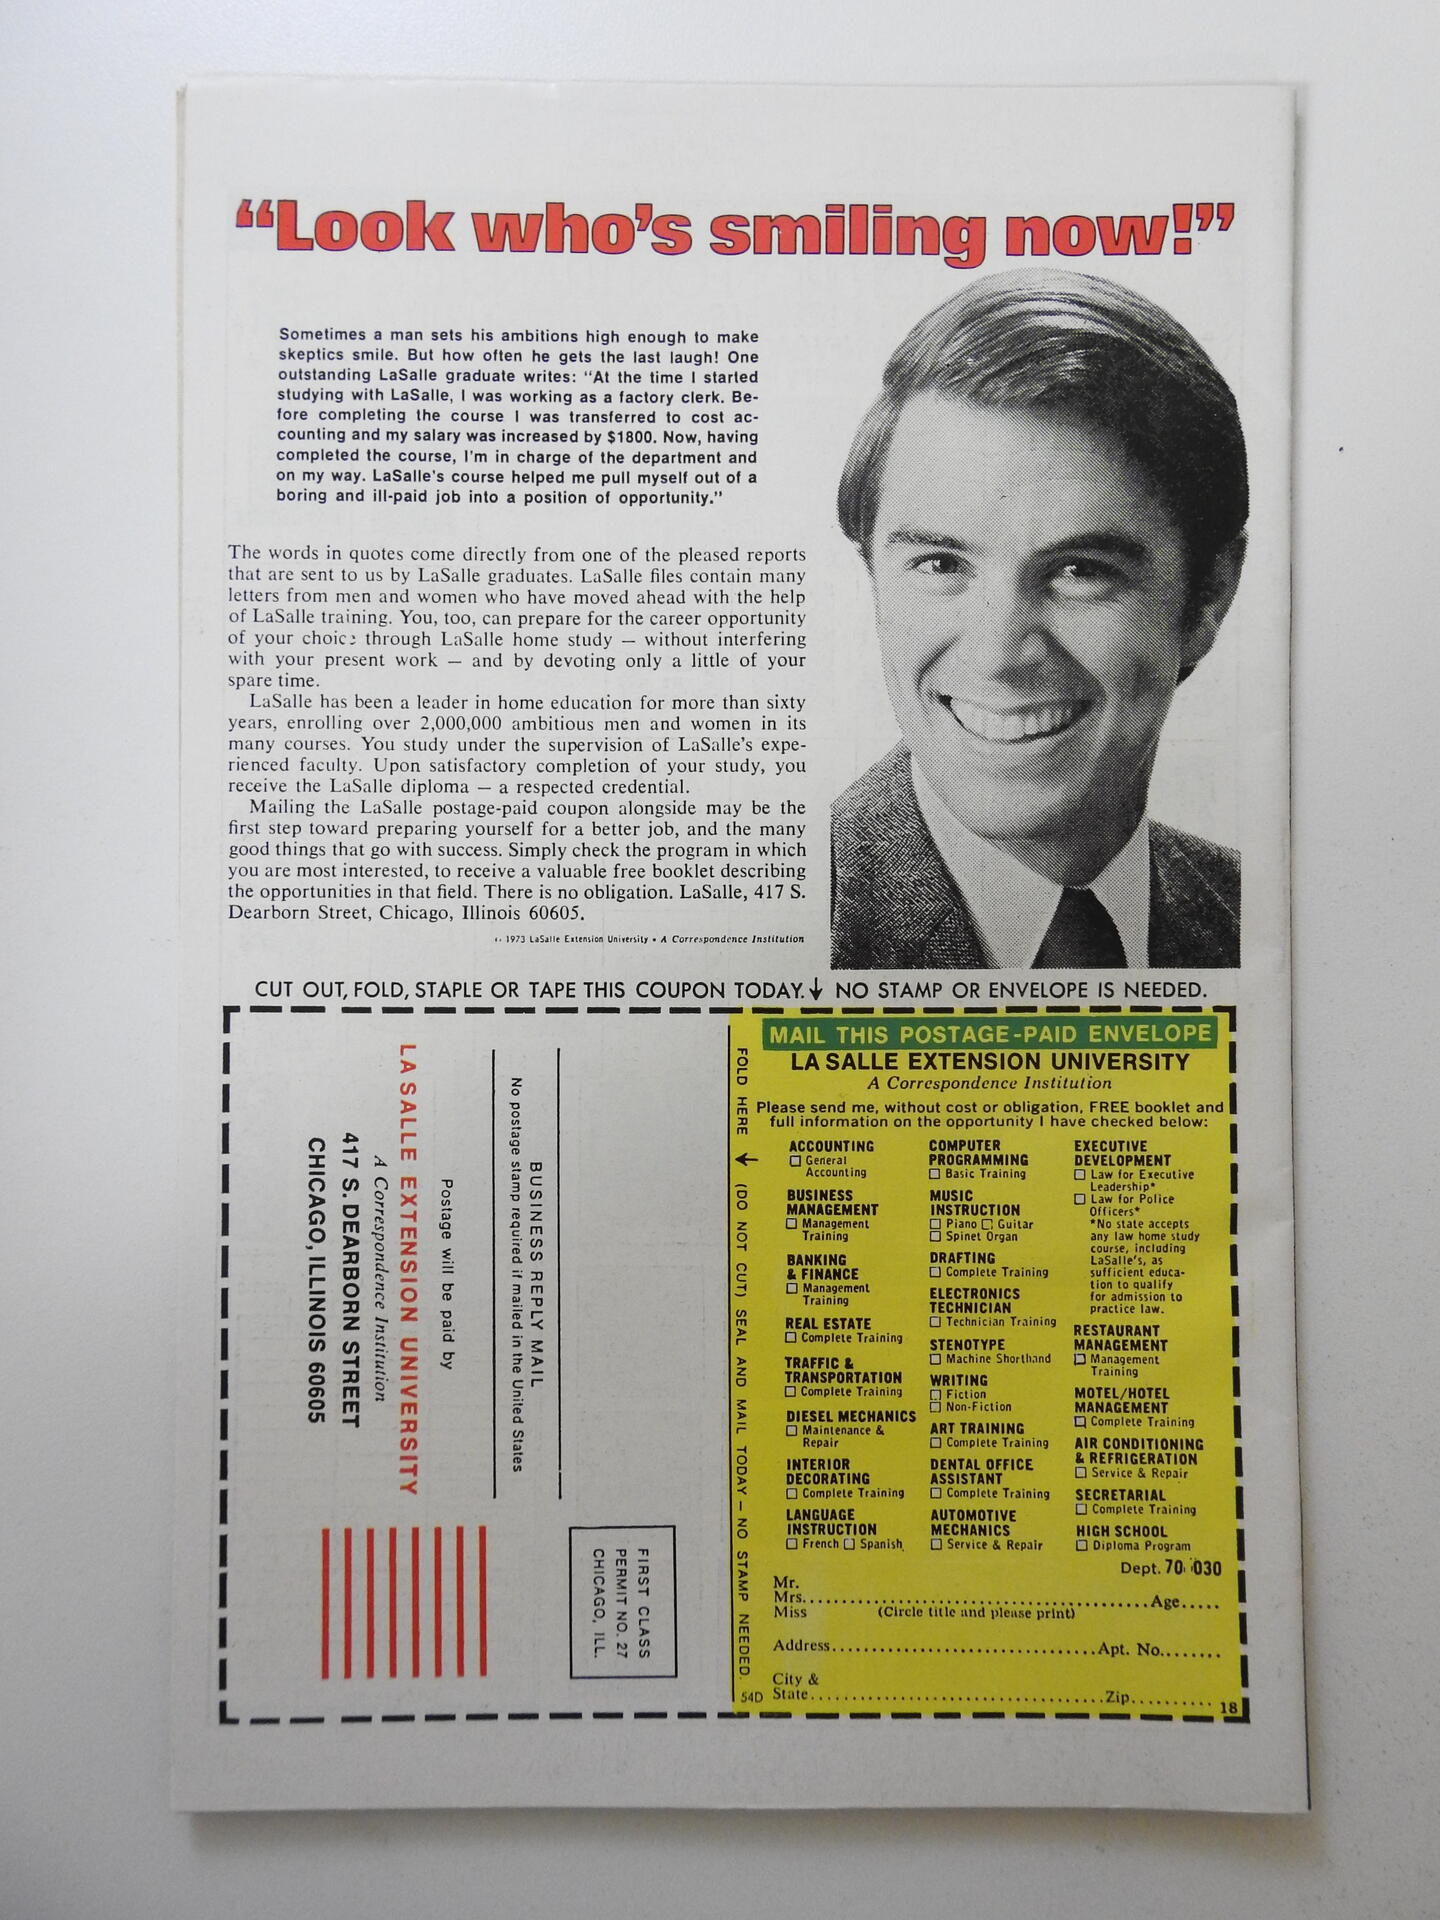 “Look who’s smiling now!”
Sometimes a man sets his ambitions high enough to make
skeptics smile. But how often he gets the last laugh! One
outstanding LaSalle graduate writes: “At the time I started
studying with LaSalle, I was working as a factory clerk. Be-
fore completing the course I was transferred to cost ac-
counting and my salary was increased by $1800. Now, having
completed the course, I’m in charge of the department and
on my way. LaSalle’s course helped me pull myself out of a
boring and ill-paid job into a position of opportunity.”
The words in quotes come directly from one of the pleased reports
that are sent to us by LaSalle graduates. LaSalle files contain many
letters from men and women who have moved ahead with the help
of LaSalle training. You, too, can prepare for the career opportunity
of your choice through LaSalle home study — without interfering
with your present work — and by devoting only a little of your
spare time.
LaSalle has been a leader in home education for more than sixty
years, enrolling over 2,000,000 ambitious men and women in its
many courses. You study under the supervision of LaSalle’s expe-
rienced faculty. Upon satisfactory completion of your study, you
receive the LaSalle diploma — a respected credential.
Mailing the LaSalle postage-paid coupon alongside may be the
first step toward preparing yourself for a better job, and the many
good things that go with success. Simply check the program in which
you are most interested, to receive a valuable free booklet describing
the opportunities in that field. There is no obligation. LaSalle, 417 S.
Dearborn Street, Chicago, Illinois 60605.
1973 LaSalle Extension University • A Correspondence Institution
CUT OUT, FOLD, STAPLE OR TAPE THIS COUPON TODAY. ↓ NO STAMP OR ENVELOPE IS NEEDED.
FIRST CLASS
PERMIT NO. 27
CHICAGO, ILL.
BUSINESS REPLY MAIL
No postage stamp required if mailed in the United States
Postage will be paid by
LA SALLE EXTENSION UNIVERSITY
A Correspondence Institution
417 S. DEARBORN STREET
CHICAGO, ILLINOIS 60605
FOLD HERE ↓ (DO NOT CUT) SEAL AND MAIL TODAY — NO STAMP NEEDED.
MAIL THIS POSTAGE-PAID ENVELOPE
LA SALLE EXTENSION UNIVERSITY
A Correspondence Institution
Please send me, without cost or obligation, FREE booklet and
full information on the opportunity I have checked below:
ACCOUNTING
☐ General
Accounting
BUSINESS
MANAGEMENT
☐ Management
Training
BANKING
& FINANCE
☐ Management
Training
REAL ESTATE
☐ Complete Training
TRAFFIC &
TRANSPORTATION
☐ Complete Training
DIESEL MECHANICS
☐ Maintenance &
Repair
INTERIOR
DECORATING
☐ Complete Training
LANGUAGE
INSTRUCTION
☐ French ☐ Spanish
COMPUTER
PROGRAMMING
☐ Basic Training
MUSIC
INSTRUCTION
☐ Piano ☐ Guitar
☐ Spinet Organ
DRAFTING
☐ Complete Training
ELECTRONICS
TECHNICIAN
☐ Technician Training
STENOTYPE
☐ Machine Shorthand
WRITING
☐ Fiction
☐ Non-Fiction
ART TRAINING
☐ Complete Training
DENTAL OFFICE
ASSISTANT
☐ Complete Training
AUTOMOTIVE
MECHANICS
☐ Service & Repair
EXECUTIVE
DEVELOPMENT
☐ Law for Executive
Leadership*
☐ Law for Police
Officers*
*No state accepts
any law home study
course, including
LaSalle’s, as
sufficient educa-
tion to qualify
for admission to
practice law.
RESTAURANT
MANAGEMENT
☐ Management
Training
MOTEL/HOTEL
MANAGEMENT
☐ Complete Training
AIR CONDITIONING
& REFRIGERATION
☐ Service & Repair
SECRETARIAL
☐ Complete Training
HIGH SCHOOL
☐ Diploma Program
Dept. 70-030
Mr.
Mrs. Age
Miss (Circle title and please print)
Address Apt. No.
City &
State Zip
54D
18